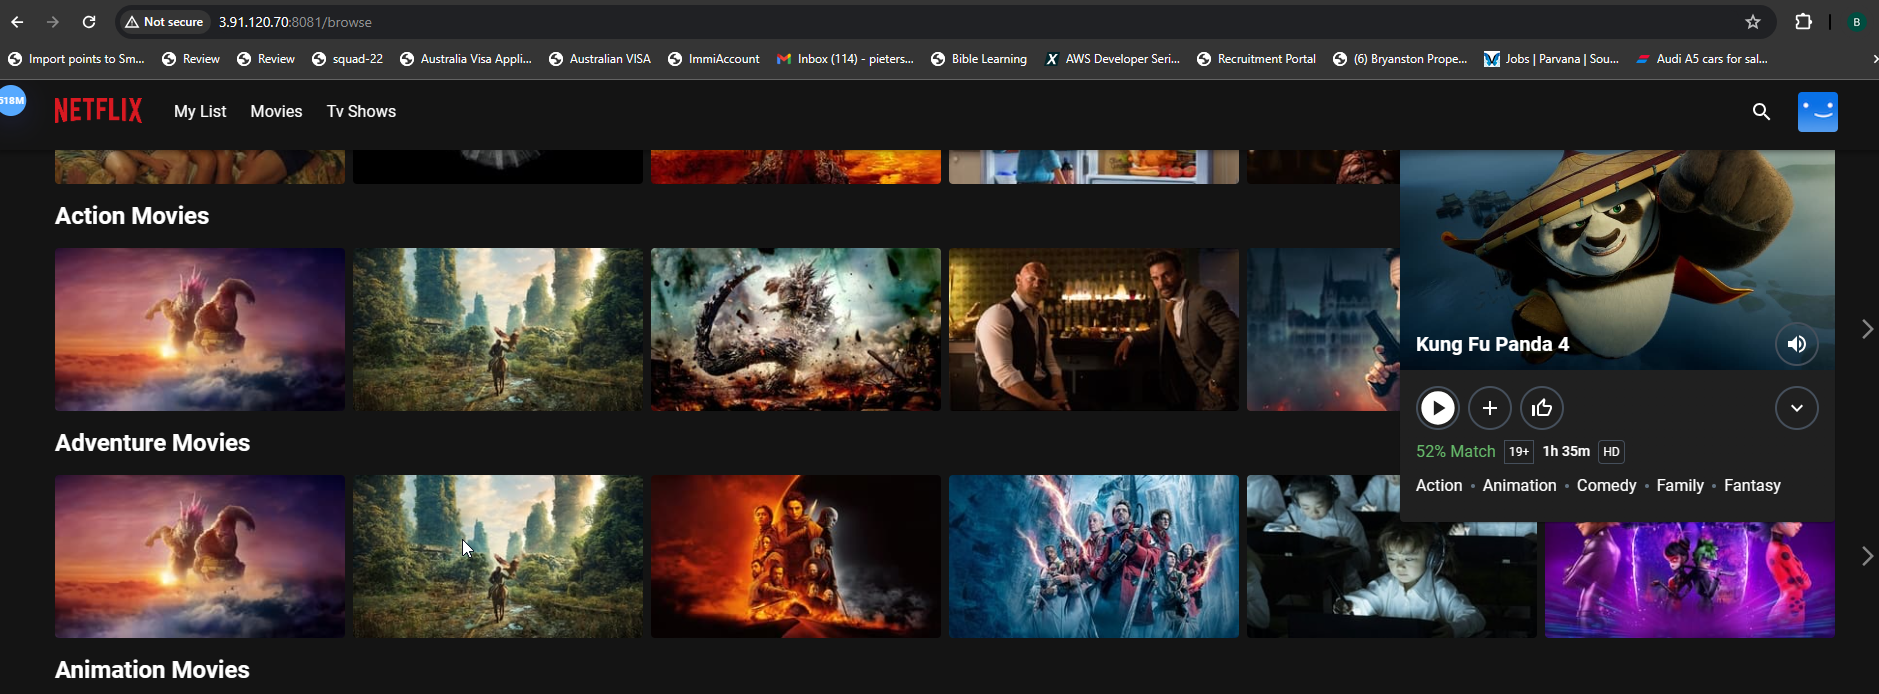 Not secure 3.91.120.70:8081/browse B
Import points to Sm... Review Review squad-22 Australia Visa Appli... Australian VISA ImmiAccount Inbox (114) - pieters... Bible Learning AWS Developer Seri... Recruitment Portal (6) Bryanston Prope... Jobs | Parvana | Sou... Audi A5 cars for sal...
518M
NETFLIX My List Movies Tv Shows
Action Movies
Kung Fu Panda 4
52% Match 19+ 1h 35m HD
Action • Animation • Comedy • Family • Fantasy
Adventure Movies
Animation Movies